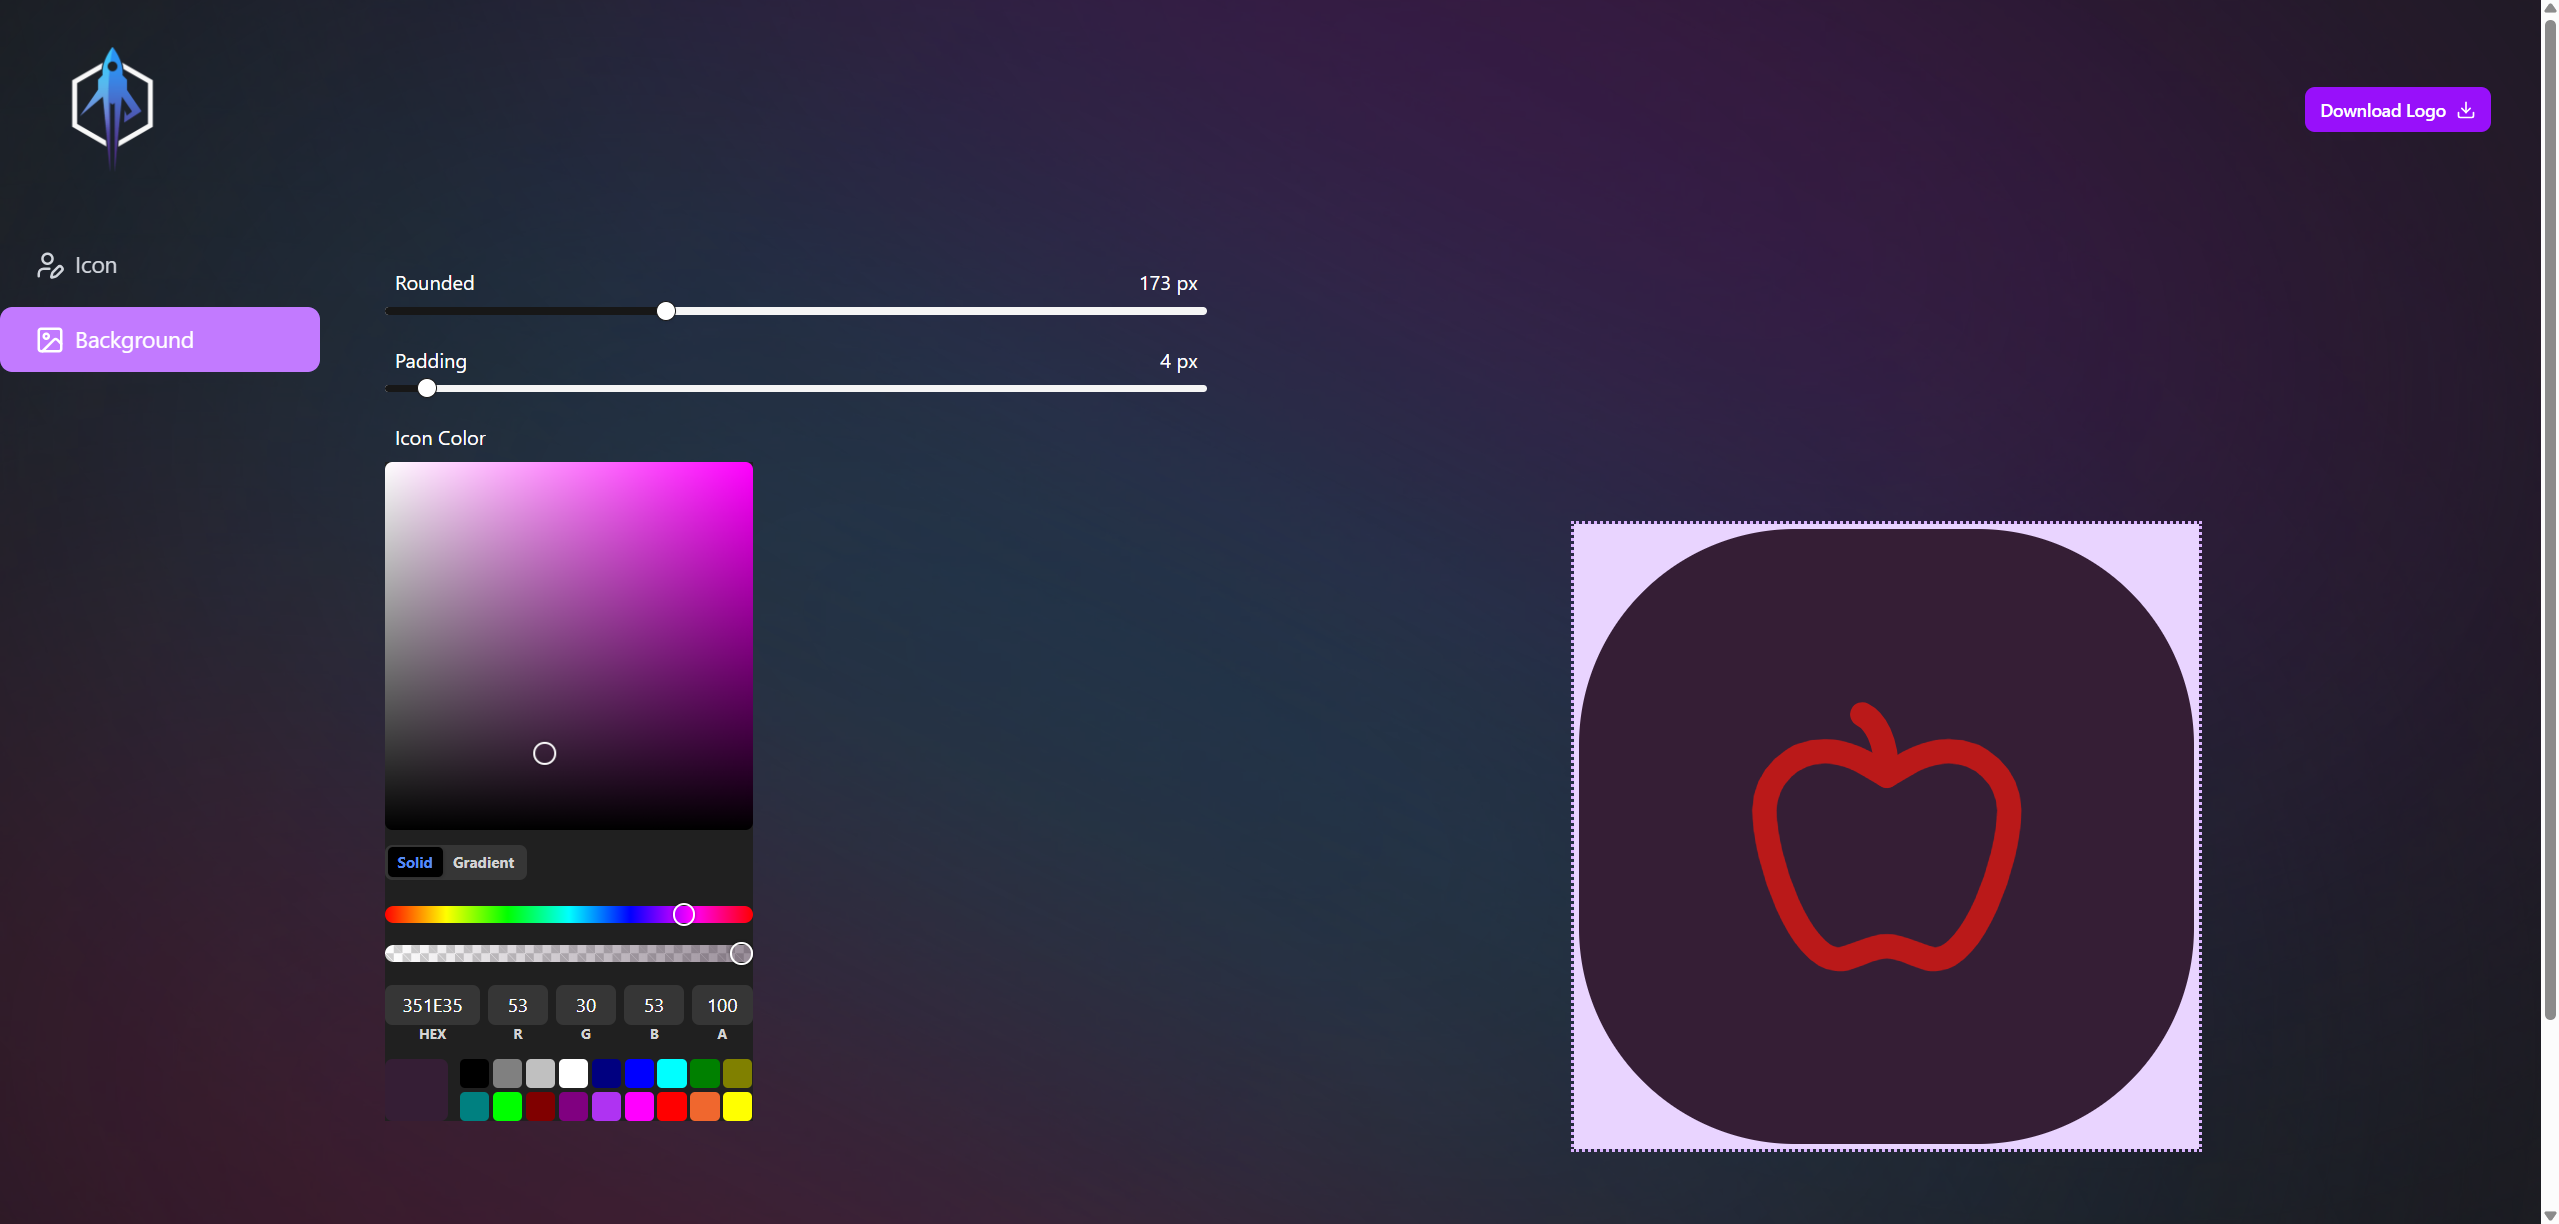 Download Logo
Icon
Background
Rounded 173 px
Padding 4 px
Icon Color
Solid Gradient
351E35 53 30 53 100
HEX R G B A